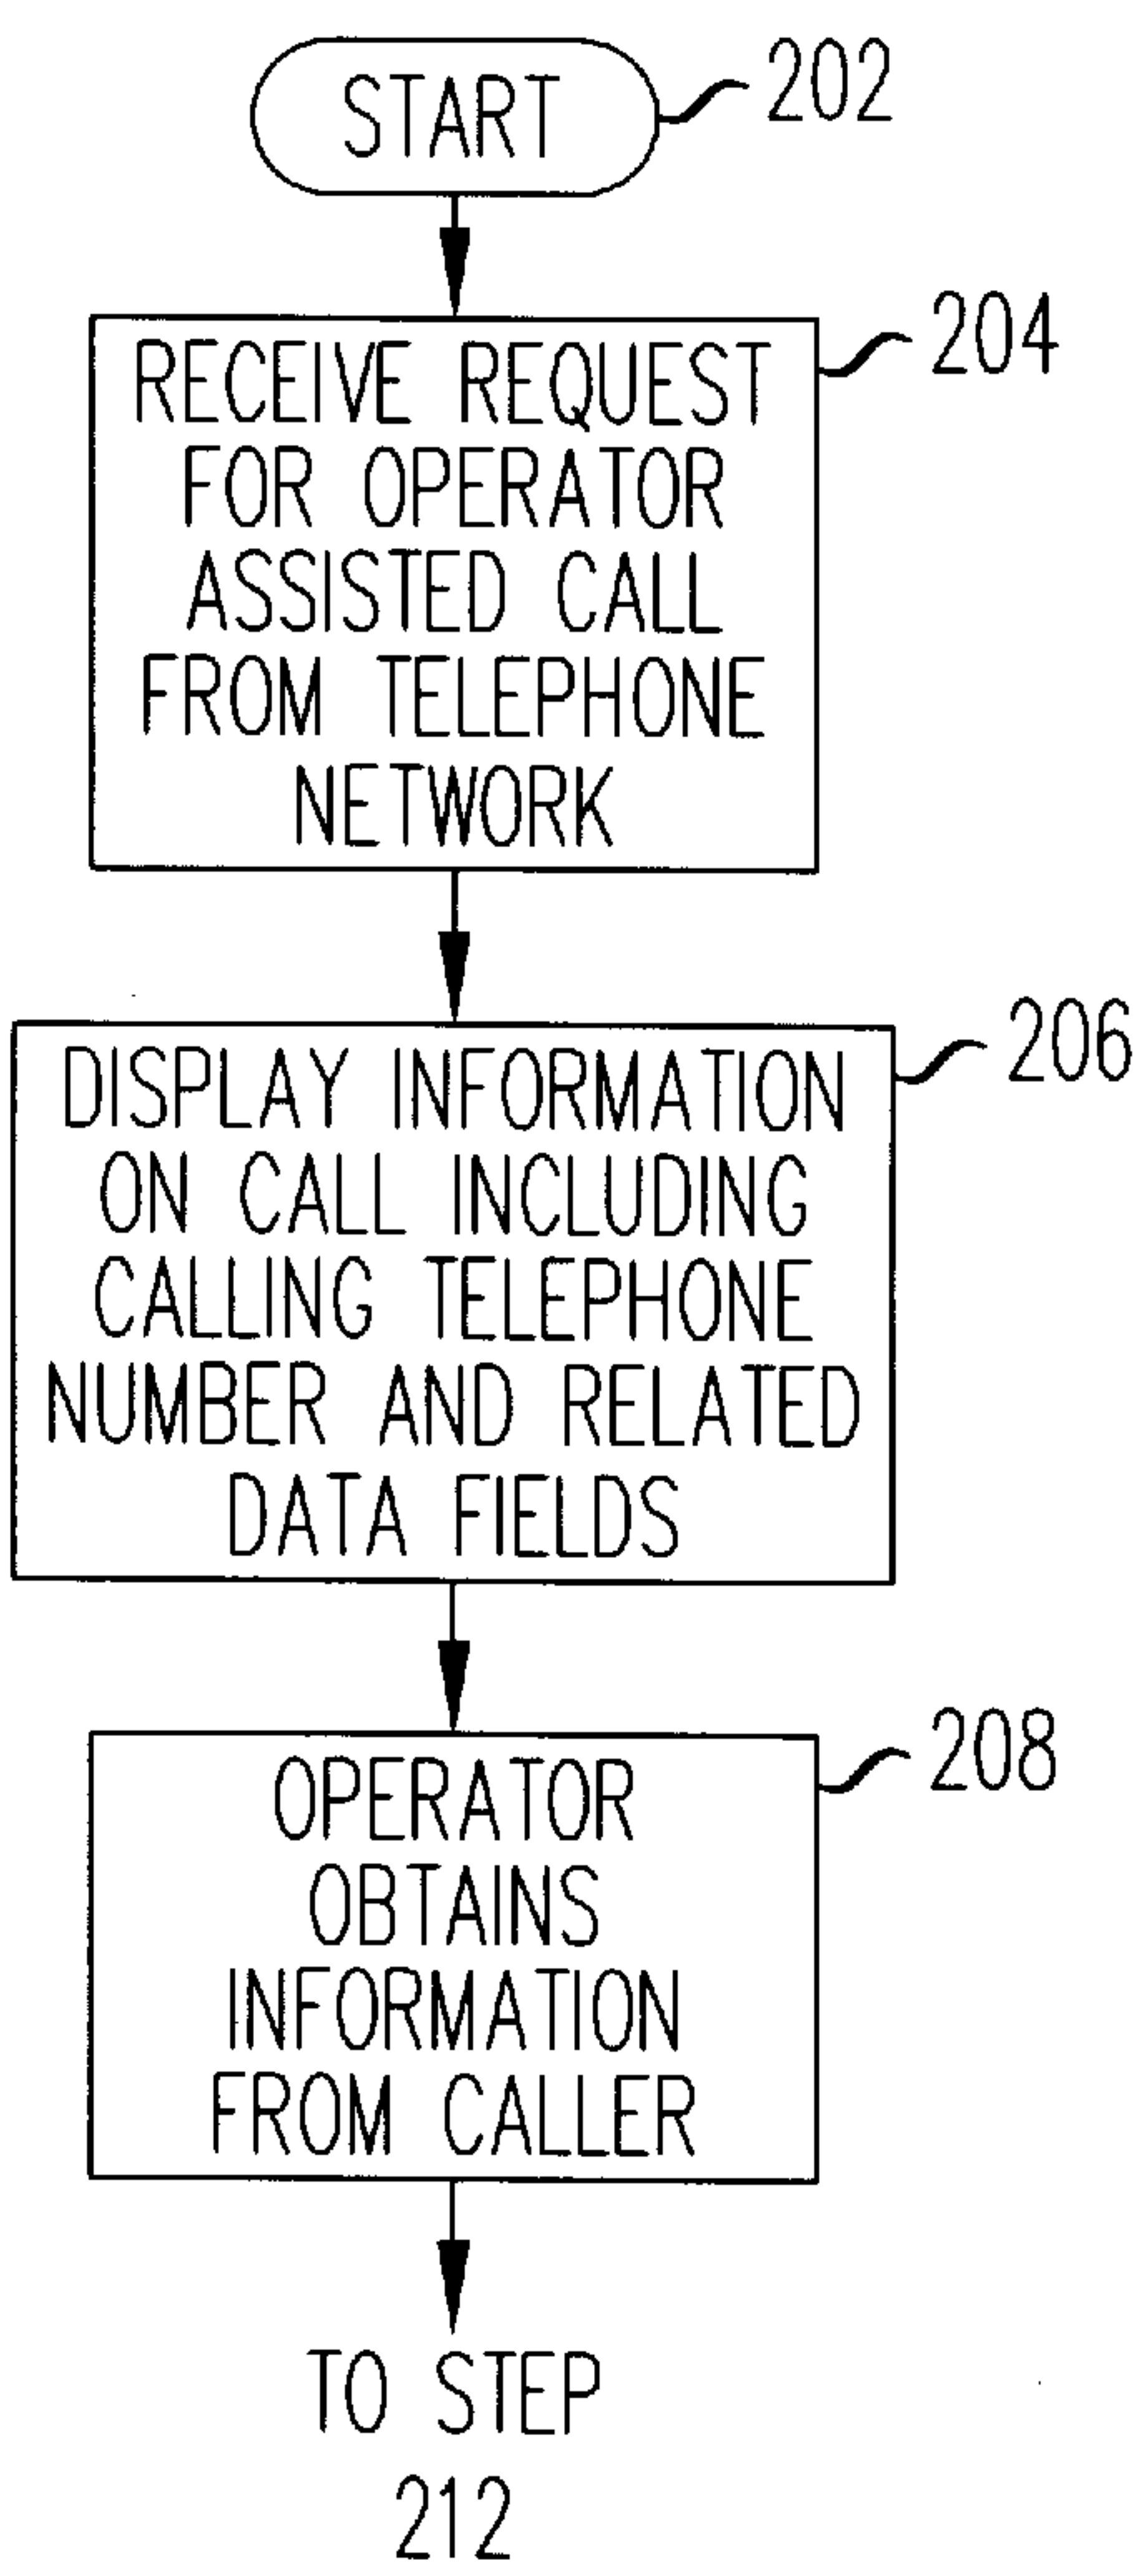 START
202
RECEIVE REQUEST
FOR OPERATOR
ASSISTED CALL
FROM TELEPHONE
NETWORK
204
DISPLAY INFORMATION
ON CALL INCLUDING
CALLING TELEPHONE
NUMBER AND RELATED
DATA FIELDS
206
OPERATOR
OBTAINS
INFORMATION
FROM CALLER
208
TO STEP
212